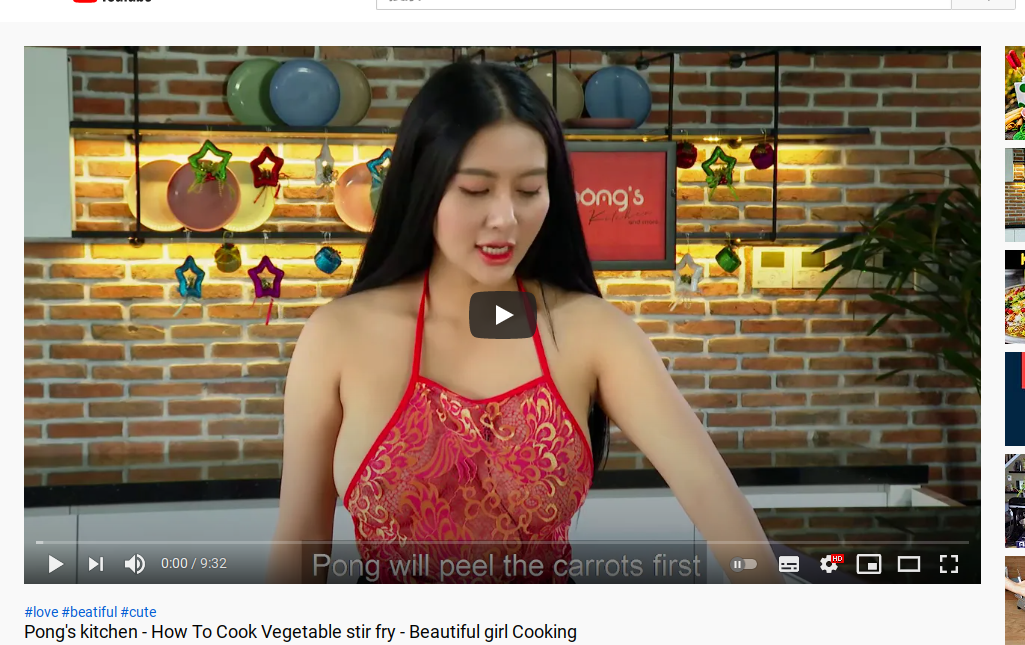 pong's
Kitchen
HD
0:00 / 9:32
Pong will peel the carrots first
#love #beatiful #cute
Pong's kitchen - How To Cook Vegetable stir fry - Beautiful girl Cooking